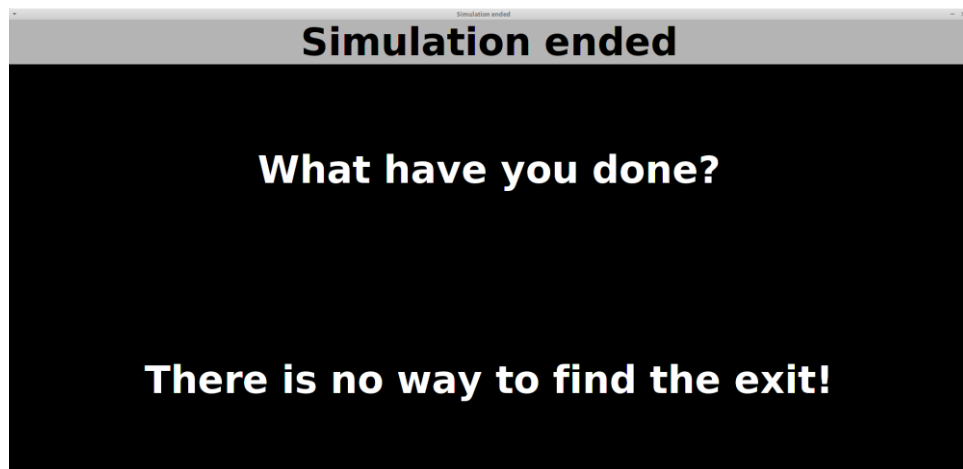 Simulation ended
Simulation ended
What have you done?
There is no way to find the exit!